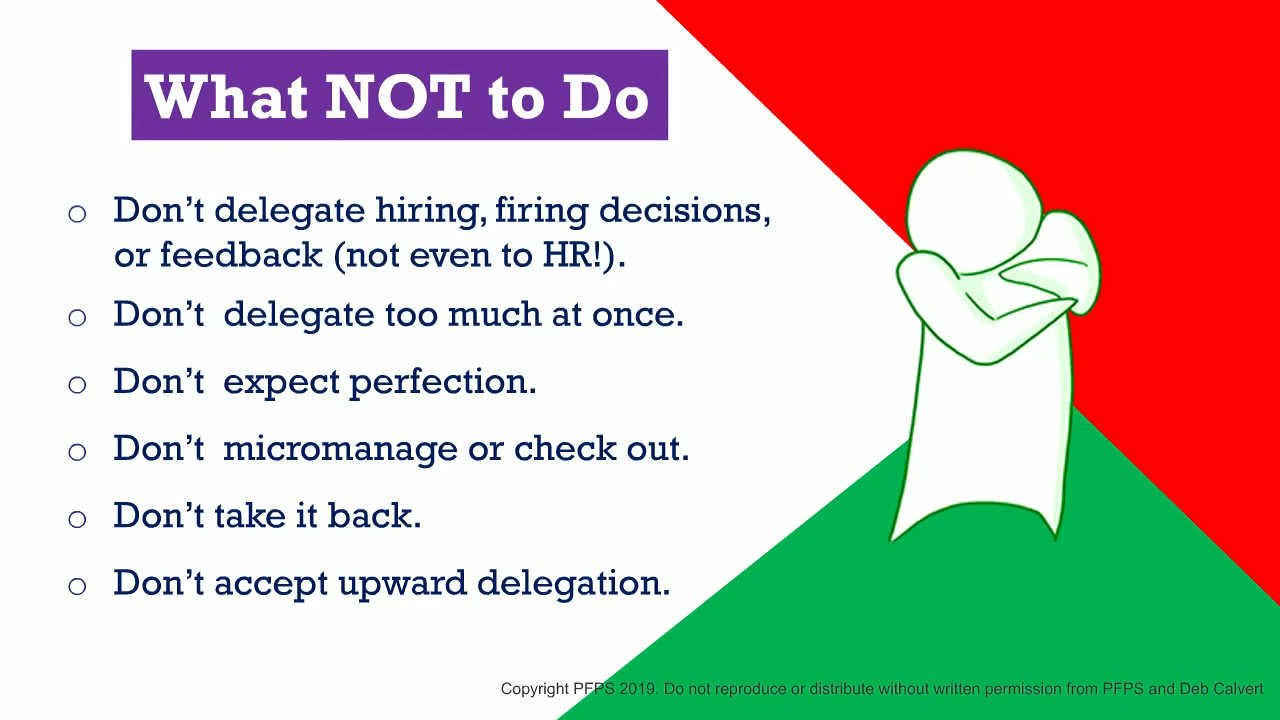 What NOT to Do
o Don’t delegate hiring, firing decisions,
or feedback (not even to HR!).
o Don’t  delegate too much at once.
o Don’t  expect perfection.
o Don’t  micromanage or check out.
o Don’t take it back.
o Don’t accept upward delegation.
Copyright PFPS 2019. Do not reproduce or distribute without written permission from PFPS and Deb Calvert